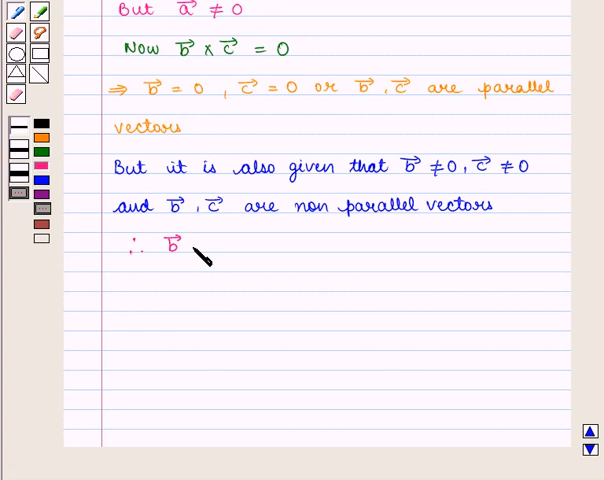 But a⃗ ≠ 0
Now b⃗ × c⃗ = 0
⇒ b⃗ = 0 , c⃗ = 0 or b⃗ , c⃗ are parallel
vectors
But it is also given that b⃗ ≠ 0 , c⃗ ≠ 0
and b⃗ , c⃗ are non parallel vectors
∴ b⃗